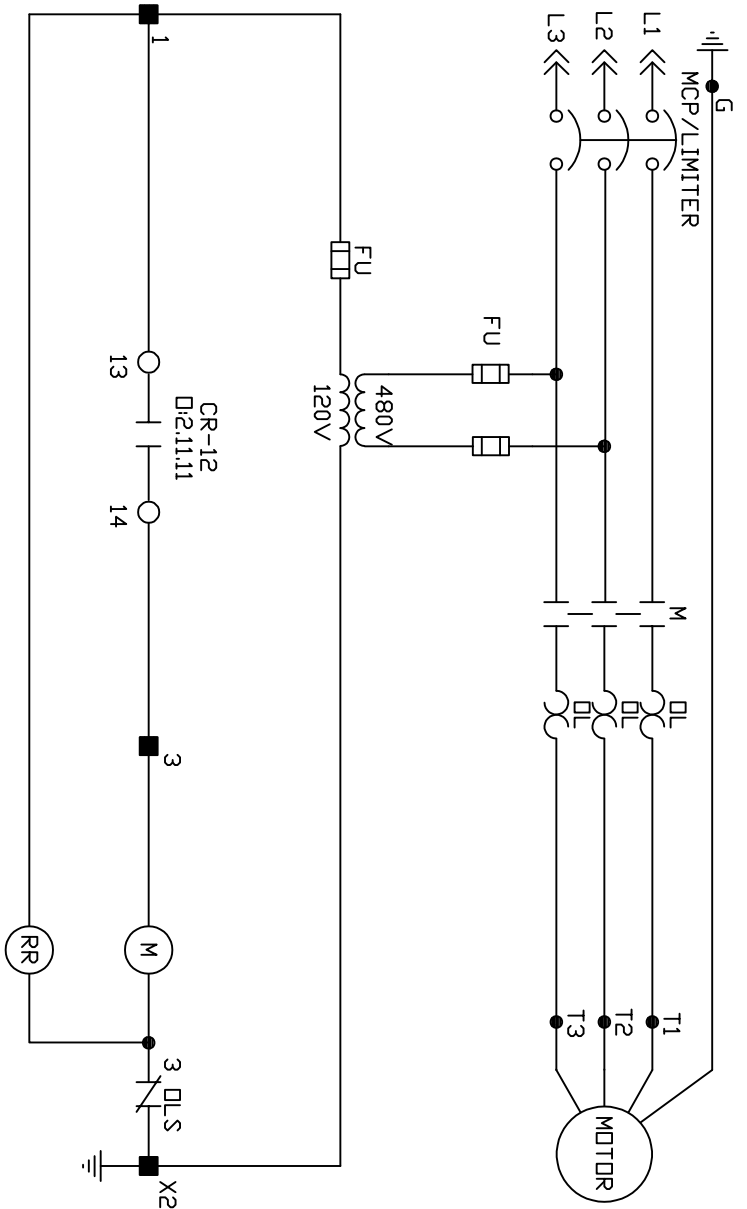 G
MCP/LIMITER
L1
L2
L3
M
OL
OL
OL
T1
T2
T3
MOTOR
FU
480V
120V
FU
1
13
CR-12
O:2.11.11
14
3
M
3 OLS
X2
RR